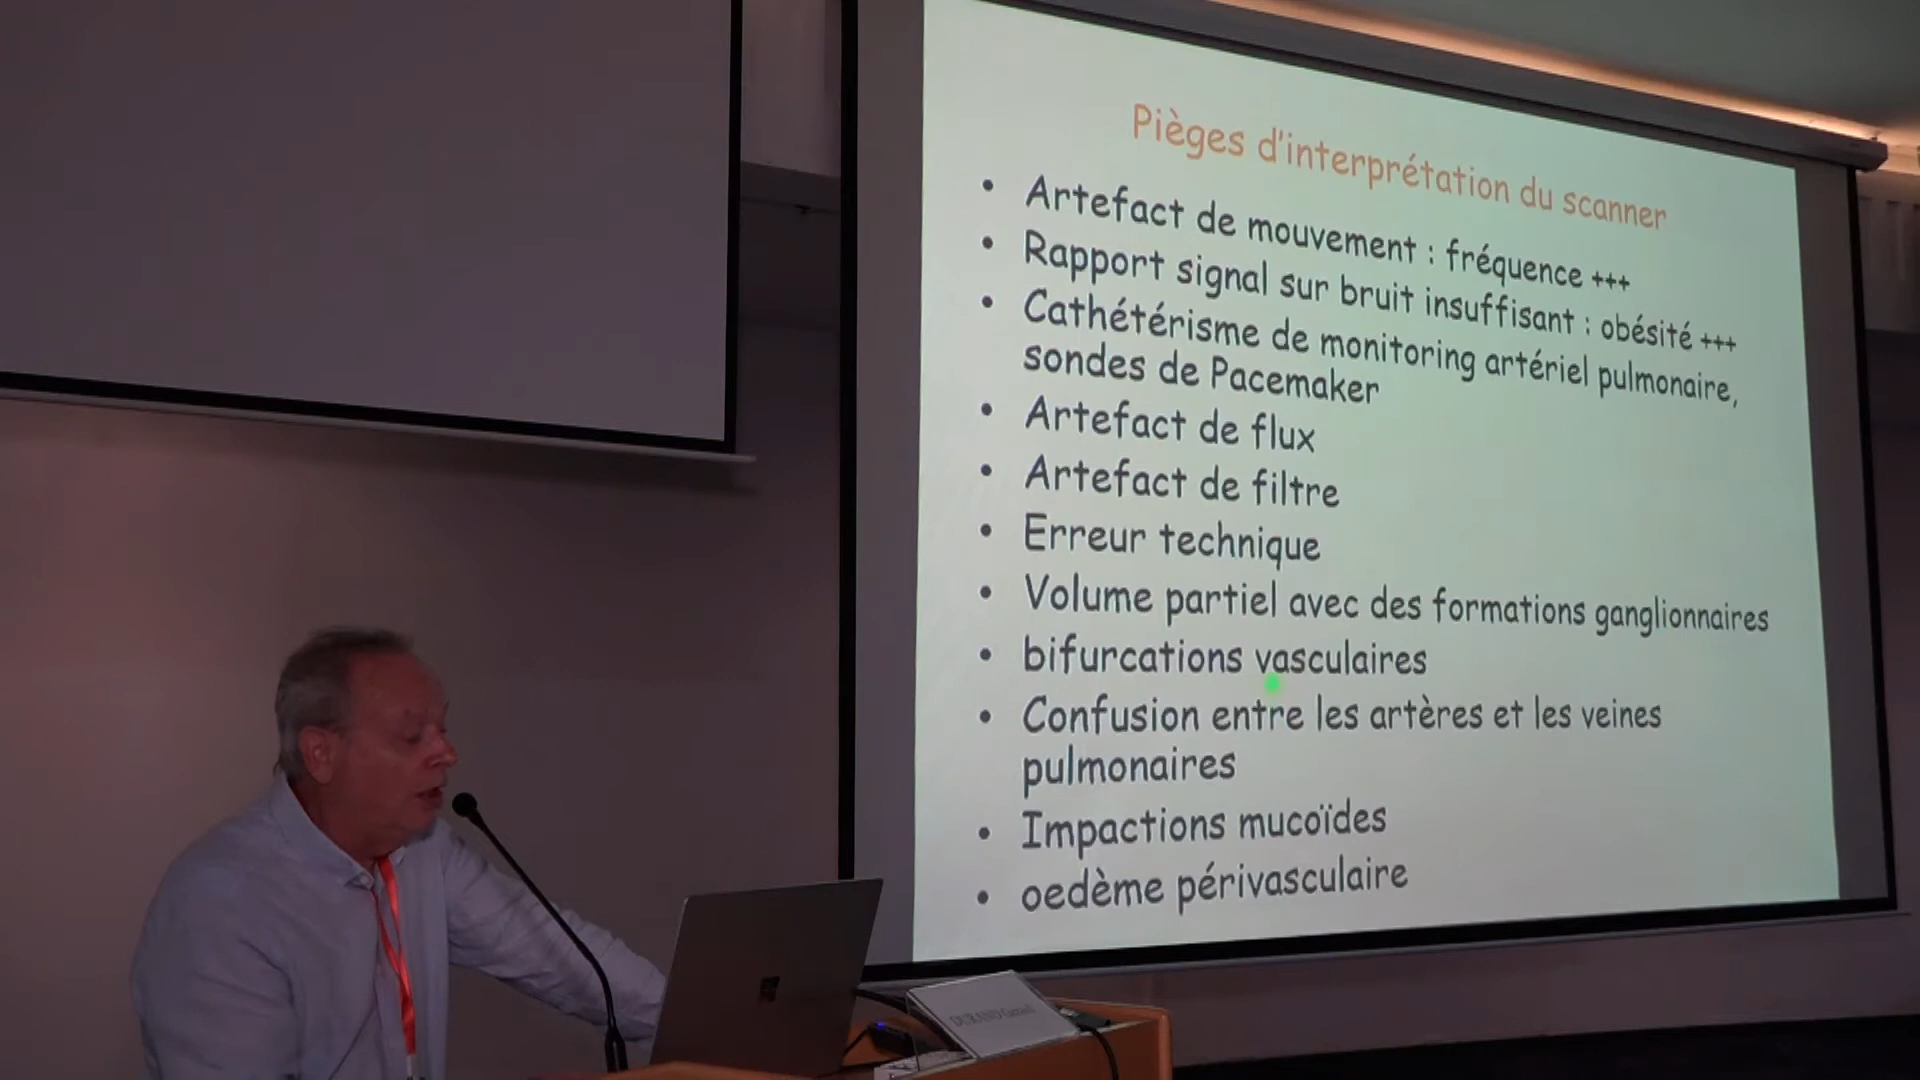 Pièges d'interprétation du scanner
• Artefact de mouvement : fréquence +++
• Rapport signal sur bruit insuffisant : obésité +++
• Cathétérisme de monitoring artériel pulmonaire,
sondes de Pacemaker
• Artefact de flux
• Artefact de filtre
• Erreur technique
• Volume partiel avec des formations ganglionnaires
• bifurcations vasculaires
• Confusion entre les artères et les veines
pulmonaires
• Impactions mucoïdes
• oedème périvasculaire
DURAND Gérard